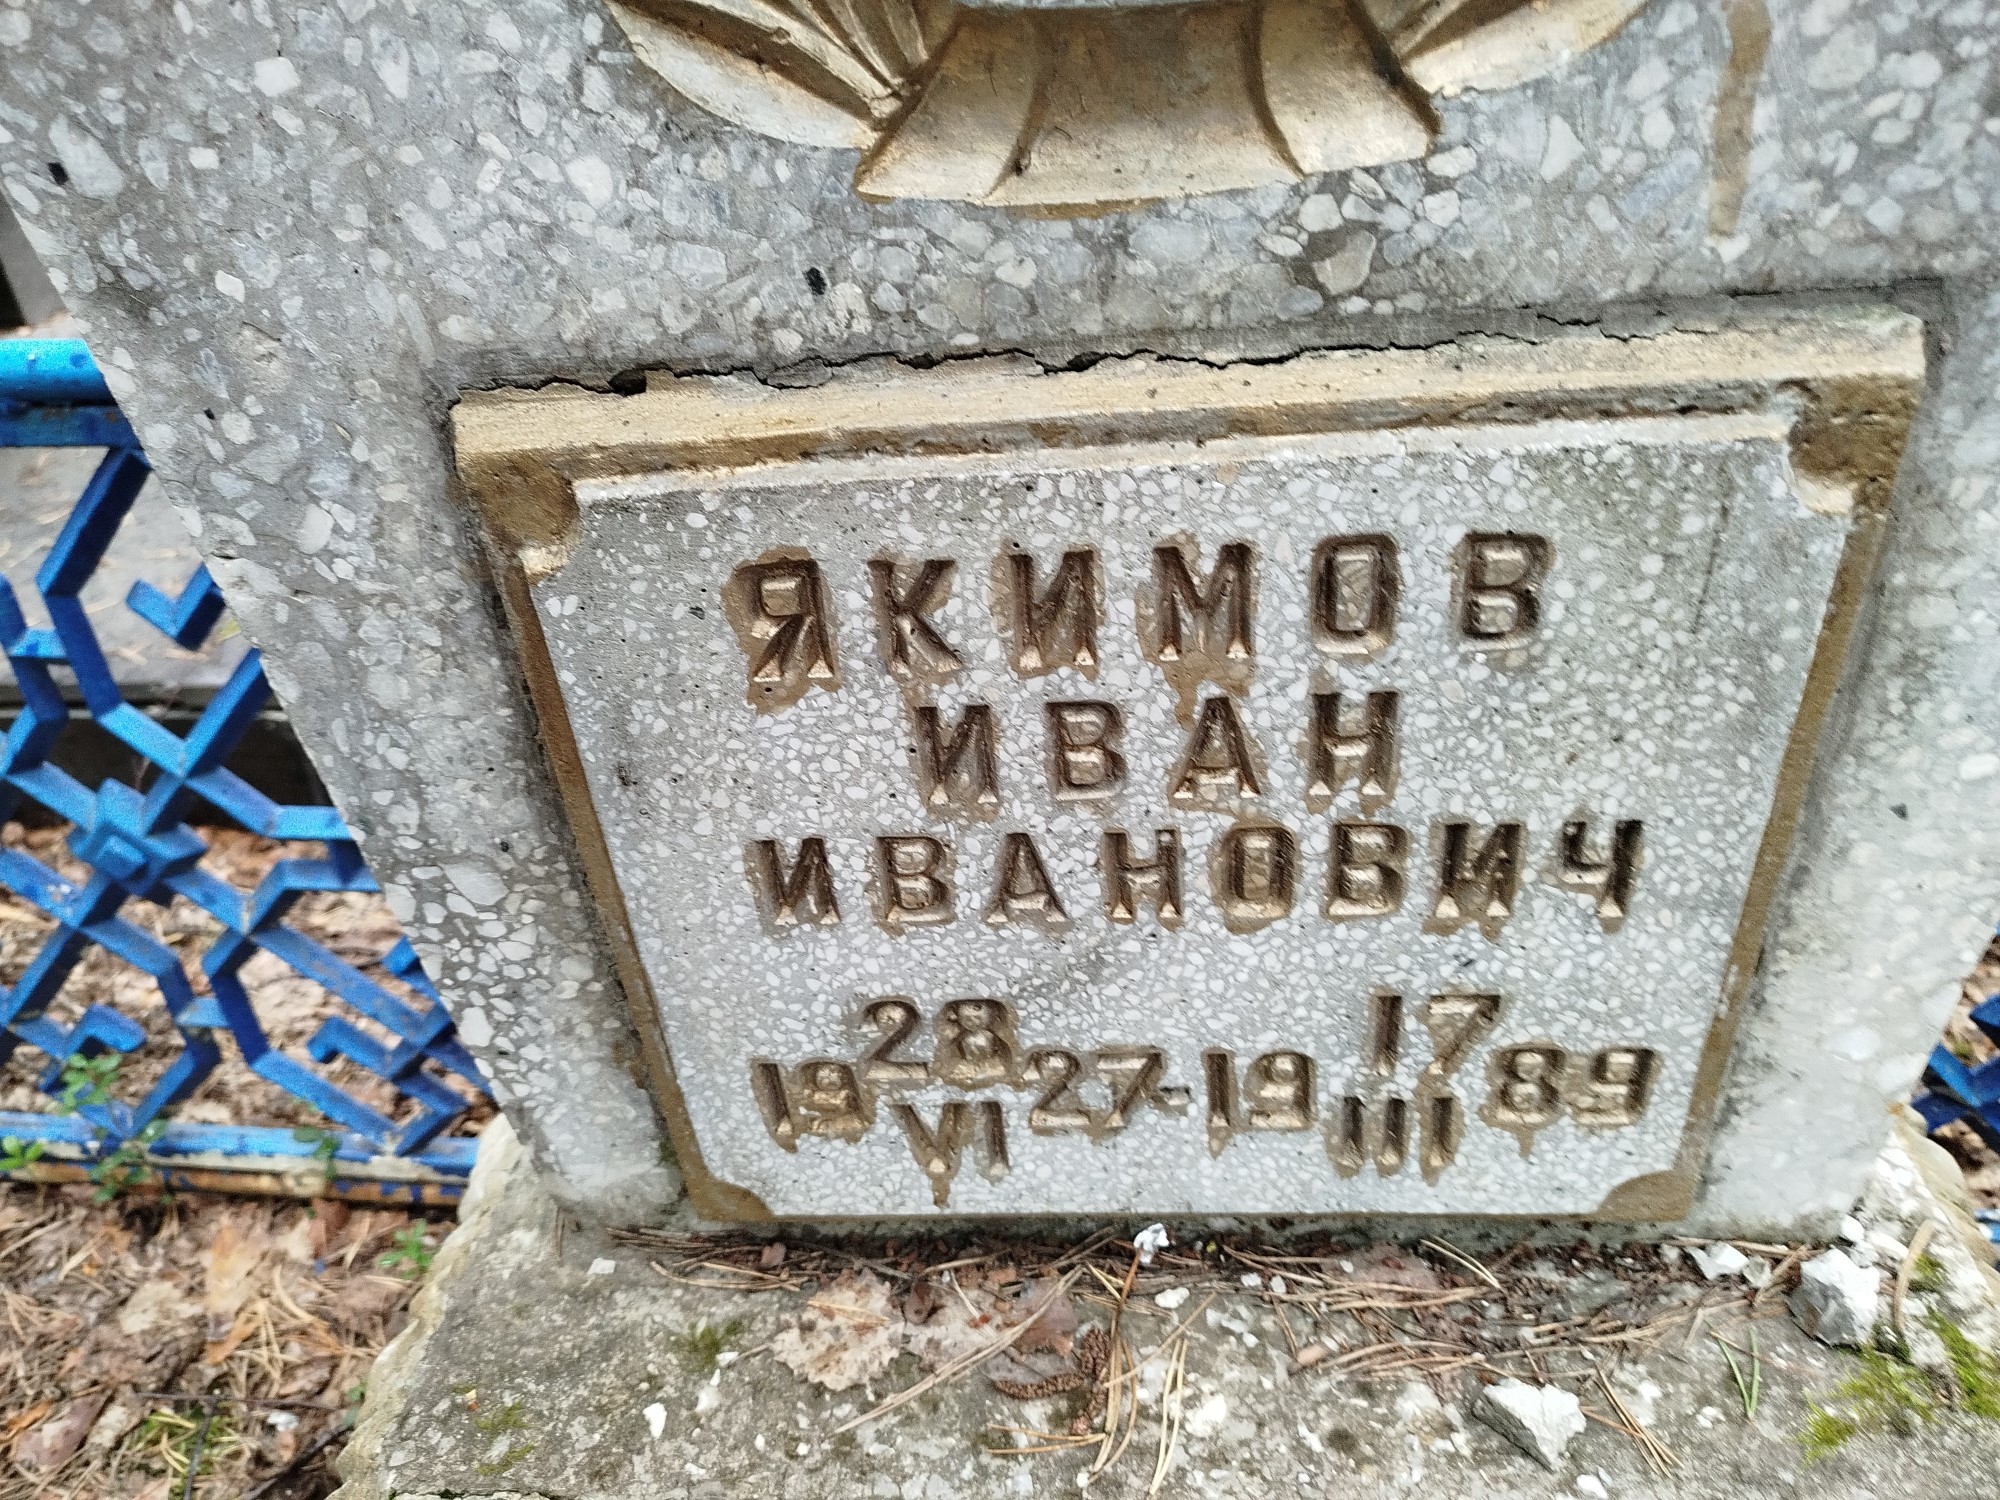 ЯКИМОВ
ИВАН
ИВАНОВИЧ
28 17
19 27-19 89
VI III